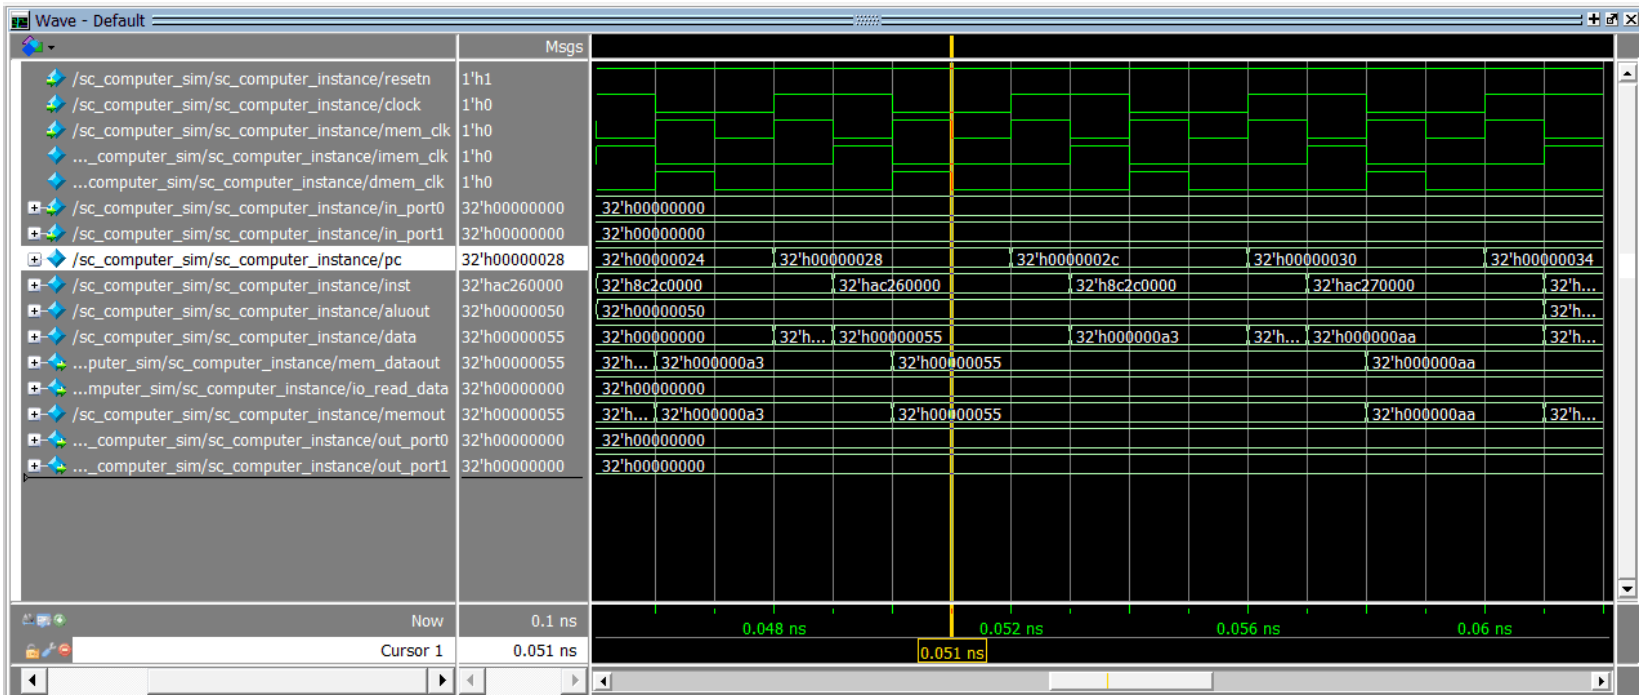 Wave - Default
Msgs
/sc_computer_sim/sc_computer_instance/resetn 1'h1
/sc_computer_sim/sc_computer_instance/clock 1'h0
/sc_computer_sim/sc_computer_instance/mem_clk 1'h0
..._computer_sim/sc_computer_instance/imem_clk 1'h0
...computer_sim/sc_computer_instance/dmem_clk 1'h0
/sc_computer_sim/sc_computer_instance/in_port0 32'h00000000 32'h00000000
/sc_computer_sim/sc_computer_instance/in_port1 32'h00000000 32'h00000000
/sc_computer_sim/sc_computer_instance/pc 32'h00000028 32'h00000024 32'h00000028 32'h0000002c 32'h00000030 32'h00000034
/sc_computer_sim/sc_computer_instance/inst 32'hac260000 32'h8c2c0000 32'hac260000 32'h8c2c0000 32'hac270000 32'h...
/sc_computer_sim/sc_computer_instance/aluout 32'h00000050 32'h00000050 32'h...
/sc_computer_sim/sc_computer_instance/data 32'h00000055 32'h00000000 32'h... 32'h00000055 32'h000000a3 32'h... 32'h000000aa 32'h...
...puter_sim/sc_computer_instance/mem_dataout 32'h00000055 32'h... 32'h000000a3 32'h00000055 32'h000000aa
...mputer_sim/sc_computer_instance/io_read_data 32'h00000000 32'h00000000
/sc_computer_sim/sc_computer_instance/memout 32'h00000055 32'h... 32'h000000a3 32'h00000055 32'h000000aa 32'h...
..._computer_sim/sc_computer_instance/out_port0 32'h00000000 32'h00000000
..._computer_sim/sc_computer_instance/out_port1 32'h00000000 32'h00000000
Now 0.1 ns 0.048 ns 0.052 ns 0.056 ns 0.06 ns
Cursor 1 0.051 ns 0.051 ns